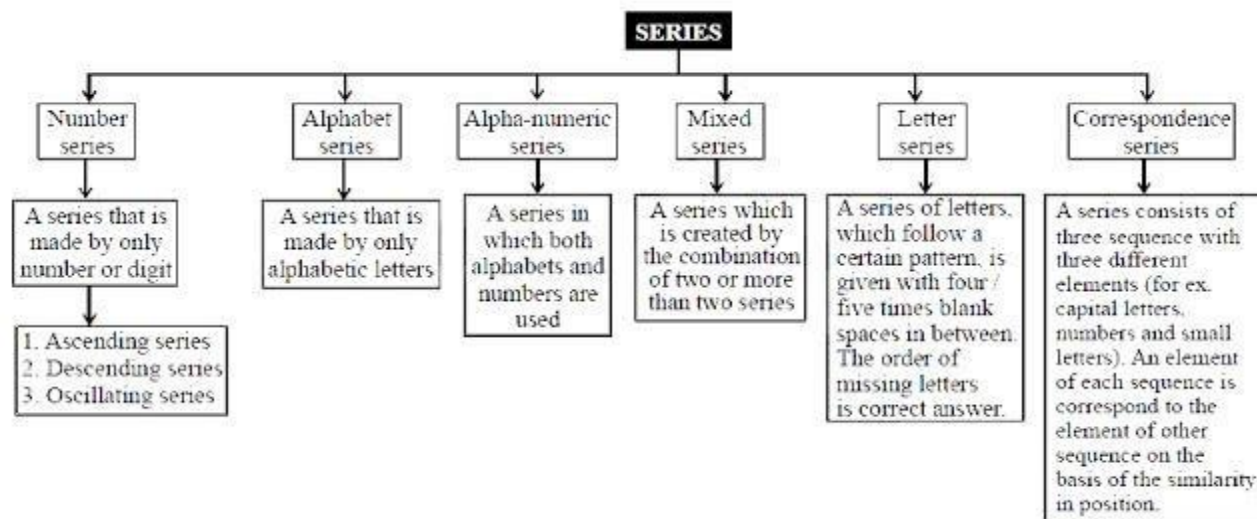 SERIES
Number
series
Alphabet
series
Alpha-numeric
series
Mixed
series
Letter
series
Correspondence
series
A series that is
made by only
number or digit
A series that is
made by only
alphabetic letters
A series in
which both
alphabets and
numbers are
used
A series which
is created by
the combination
of two or more
than two series
A series of letters,
which follow a
certain pattern, is
given with four /
five times blank
spaces in between.
The order of
missing letters
is correct answer.
A series consists of
three sequence with
three different
elements (for ex.
capital letters,
numbers and small
letters). An element
of each sequence is
correspond to the
element of other
sequence on the
basis of the similarity
in position.
1. Ascending series
2. Descending series
3. Oscillating series